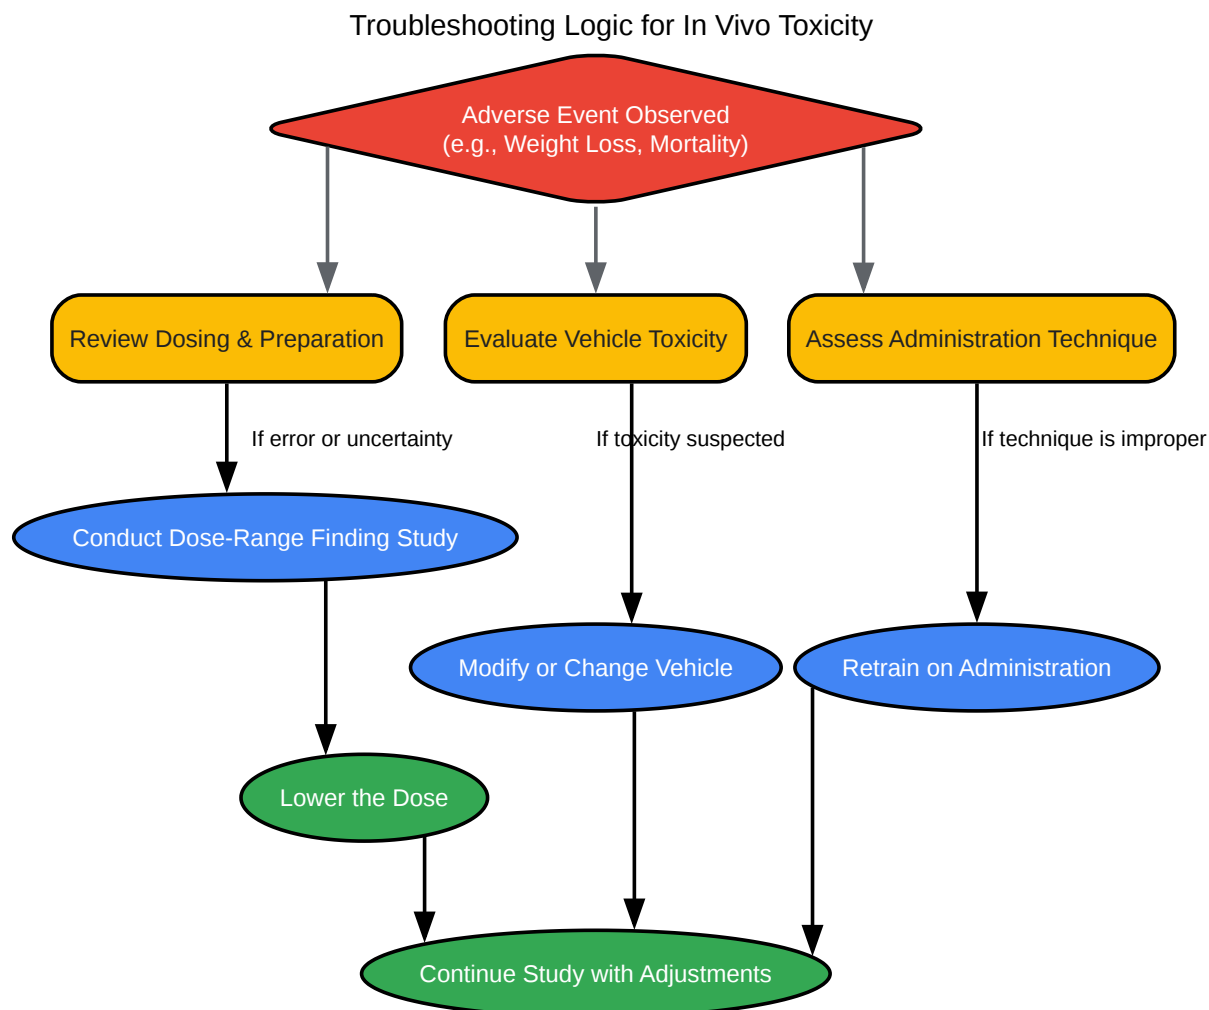 Troubleshooting Logic for In Vivo Toxicity
Adverse Event Observed
(e.g., Weight Loss, Mortality)
Review Dosing & Preparation
Evaluate Vehicle Toxicity
Assess Administration Technique
If error or uncertainty
If toxicity suspected
If technique is improper
Conduct Dose-Range Finding Study
Modify or Change Vehicle
Retrain on Administration
Lower the Dose
Continue Study with Adjustments